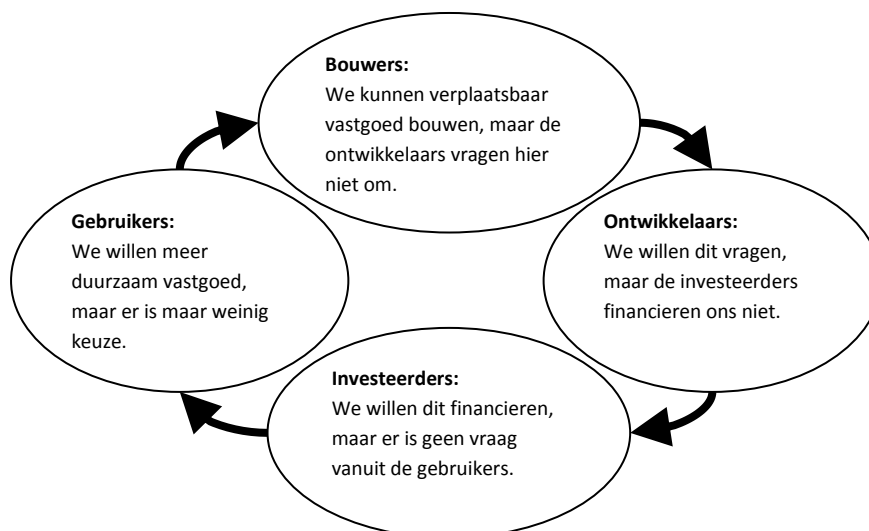 Bouwers:
We kunnen verplaatsbaar
vastgoed bouwen, maar de
ontwikkelaars vragen hier
niet om.
Gebruikers:
We willen meer
duurzaam vastgoed,
maar er is maar weinig
keuze.
Ontwikkelaars:
We willen dit vragen,
maar de investeerders
financieren ons niet.
Investeerders:
We willen dit financieren,
maar er is geen vraag
vanuit de gebruikers.